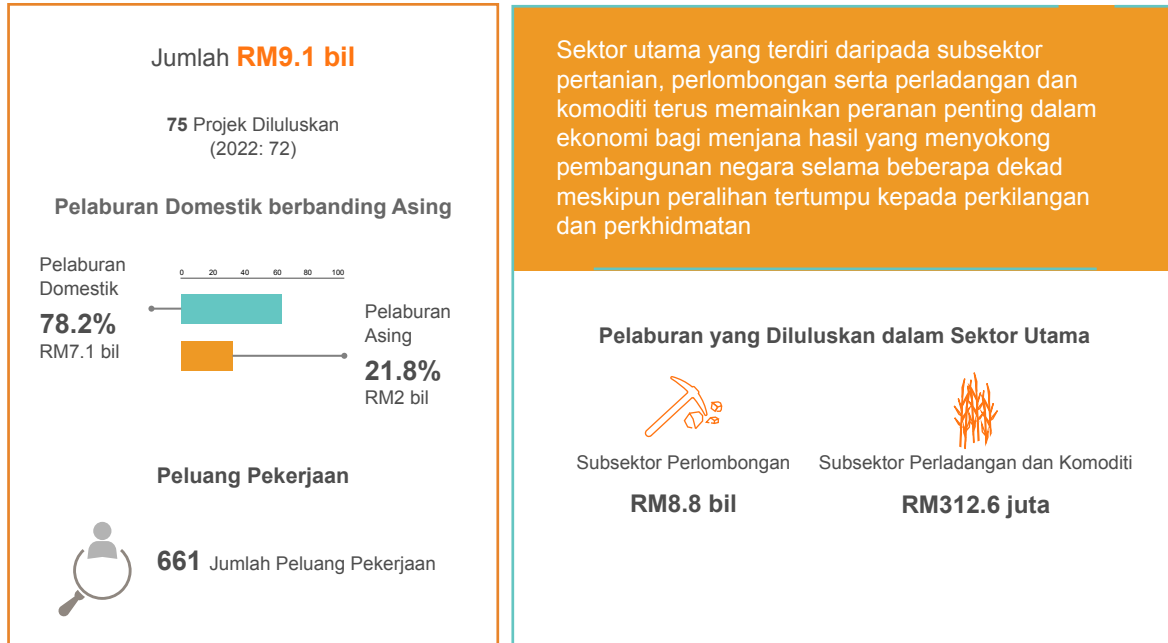 Jumlah RM9.1 bil
75 Projek Diluluskan
(2022: 72)
Pelaburan Domestik berbanding Asing
Pelaburan
Domestik
78.2%
RM7.1 bil
0 20 40 60 80 100
Pelaburan
Asing
21.8%
RM2 bil
Peluang Pekerjaan
661 Jumlah Peluang Pekerjaan
Sektor utama yang terdiri daripada subsektor
pertanian, perlombongan serta perladangan dan
komoditi terus memainkan peranan penting dalam
ekonomi bagi menjana hasil yang menyokong
pembangunan negara selama beberapa dekad
meskipun peralihan tertumpu kepada perkilangan
dan perkhidmatan
Pelaburan yang Diluluskan dalam Sektor Utama
Subsektor Perlombongan
RM8.8 bil
Subsektor Perladangan dan Komoditi
RM312.6 juta